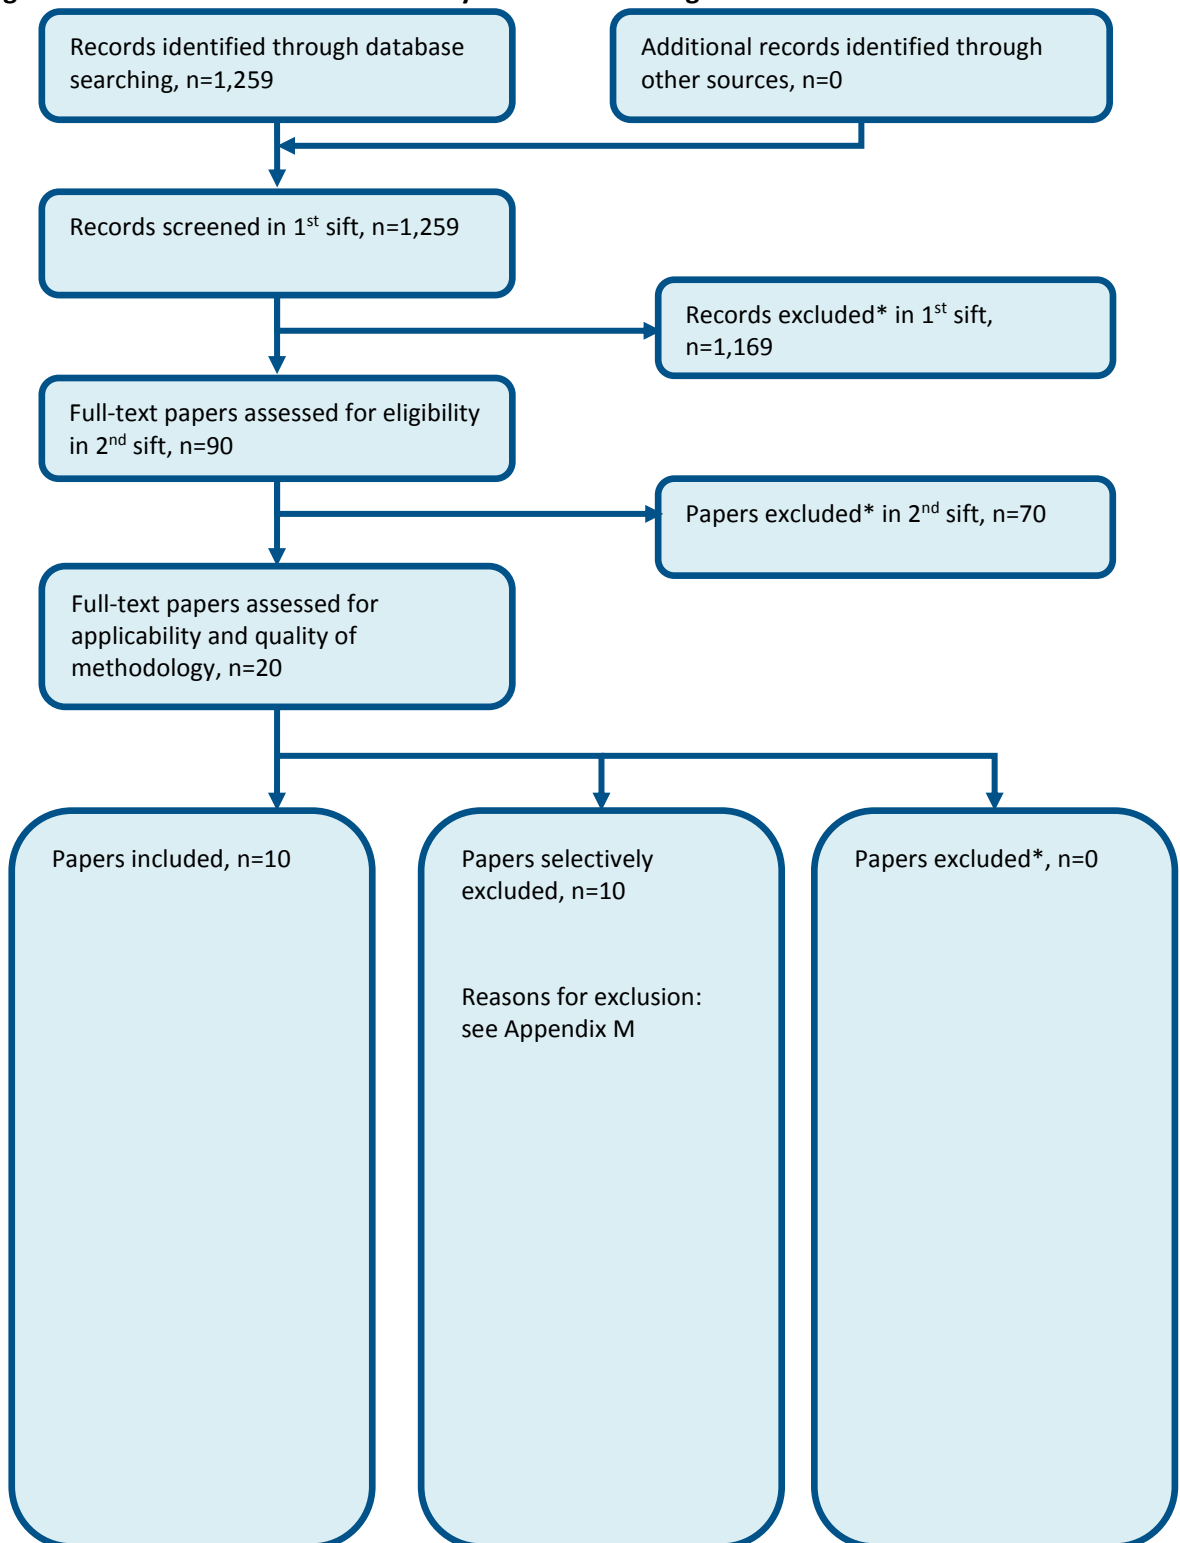 Records identified through database
searching, n=1,259
Additional records identified through
other sources, n=0
Records screened in 1st sift, n=1,259
Records excluded* in 1st sift,
n=1,169
Full-text papers assessed for eligibility
in 2nd sift, n=90
Papers excluded* in 2nd sift, n=70
Full-text papers assessed for
applicability and quality of
methodology, n=20
Papers included, n=10
Papers selectively
excluded, n=10
Reasons for exclusion:
see Appendix M
Papers excluded*, n=0